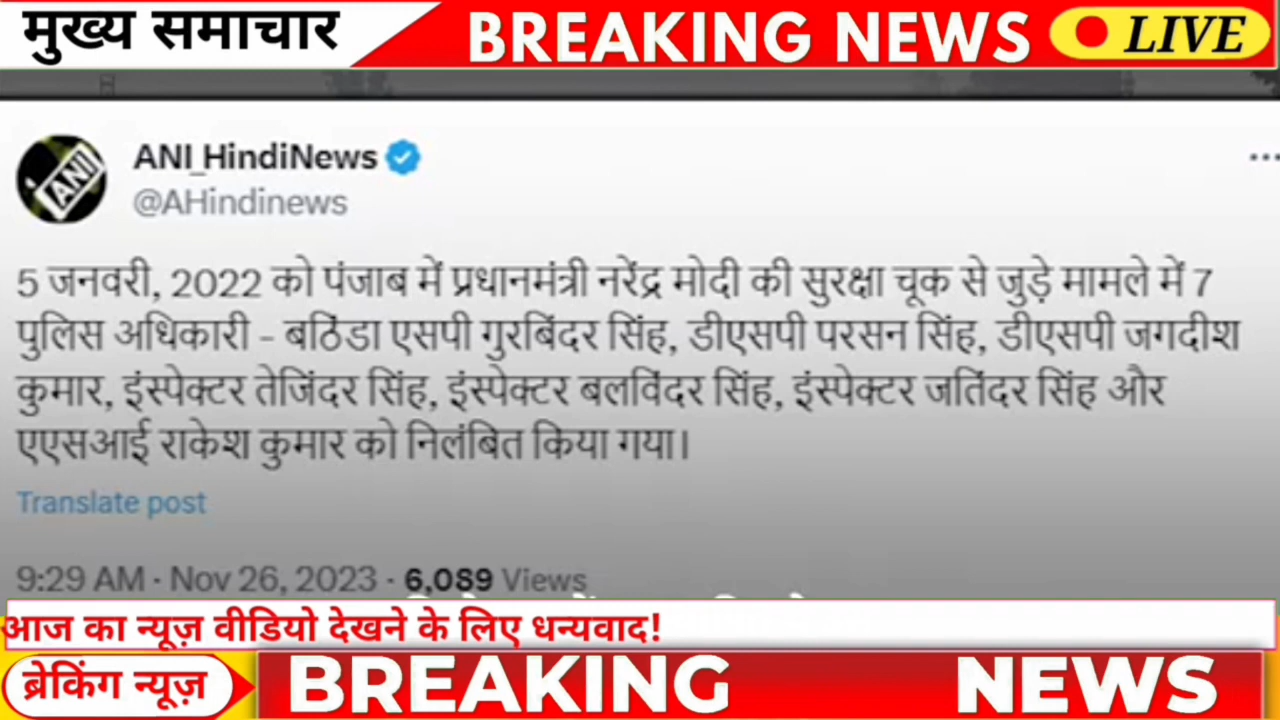 मुख्य समाचार
BREAKING NEWS
LIVE
ANI
ANI_HindiNews
@AHindinews
5 जनवरी, 2022 को पंजाब में प्रधानमंत्री नरेंद्र मोदी की सुरक्षा चूक से जुड़े मामले में 7
पुलिस अधिकारी - बठिंडा एसपी गुरबिंदर सिंह, डीएसपी परसन सिंह, डीएसपी जगदीश
कुमार, इंस्पेक्टर तेजिंदर सिंह, इंस्पेक्टर बलविंदर सिंह, इंस्पेक्टर जतिंदर सिंह और
एएसआई राकेश कुमार को निलंबित किया गया।
Translate post
9:29 AM · Nov 26, 2023 · 6,089 Views
आज का न्यूज़ वीडियो देखने के लिए धन्यवाद!
ब्रेकिंग न्यूज़
BREAKING NEWS